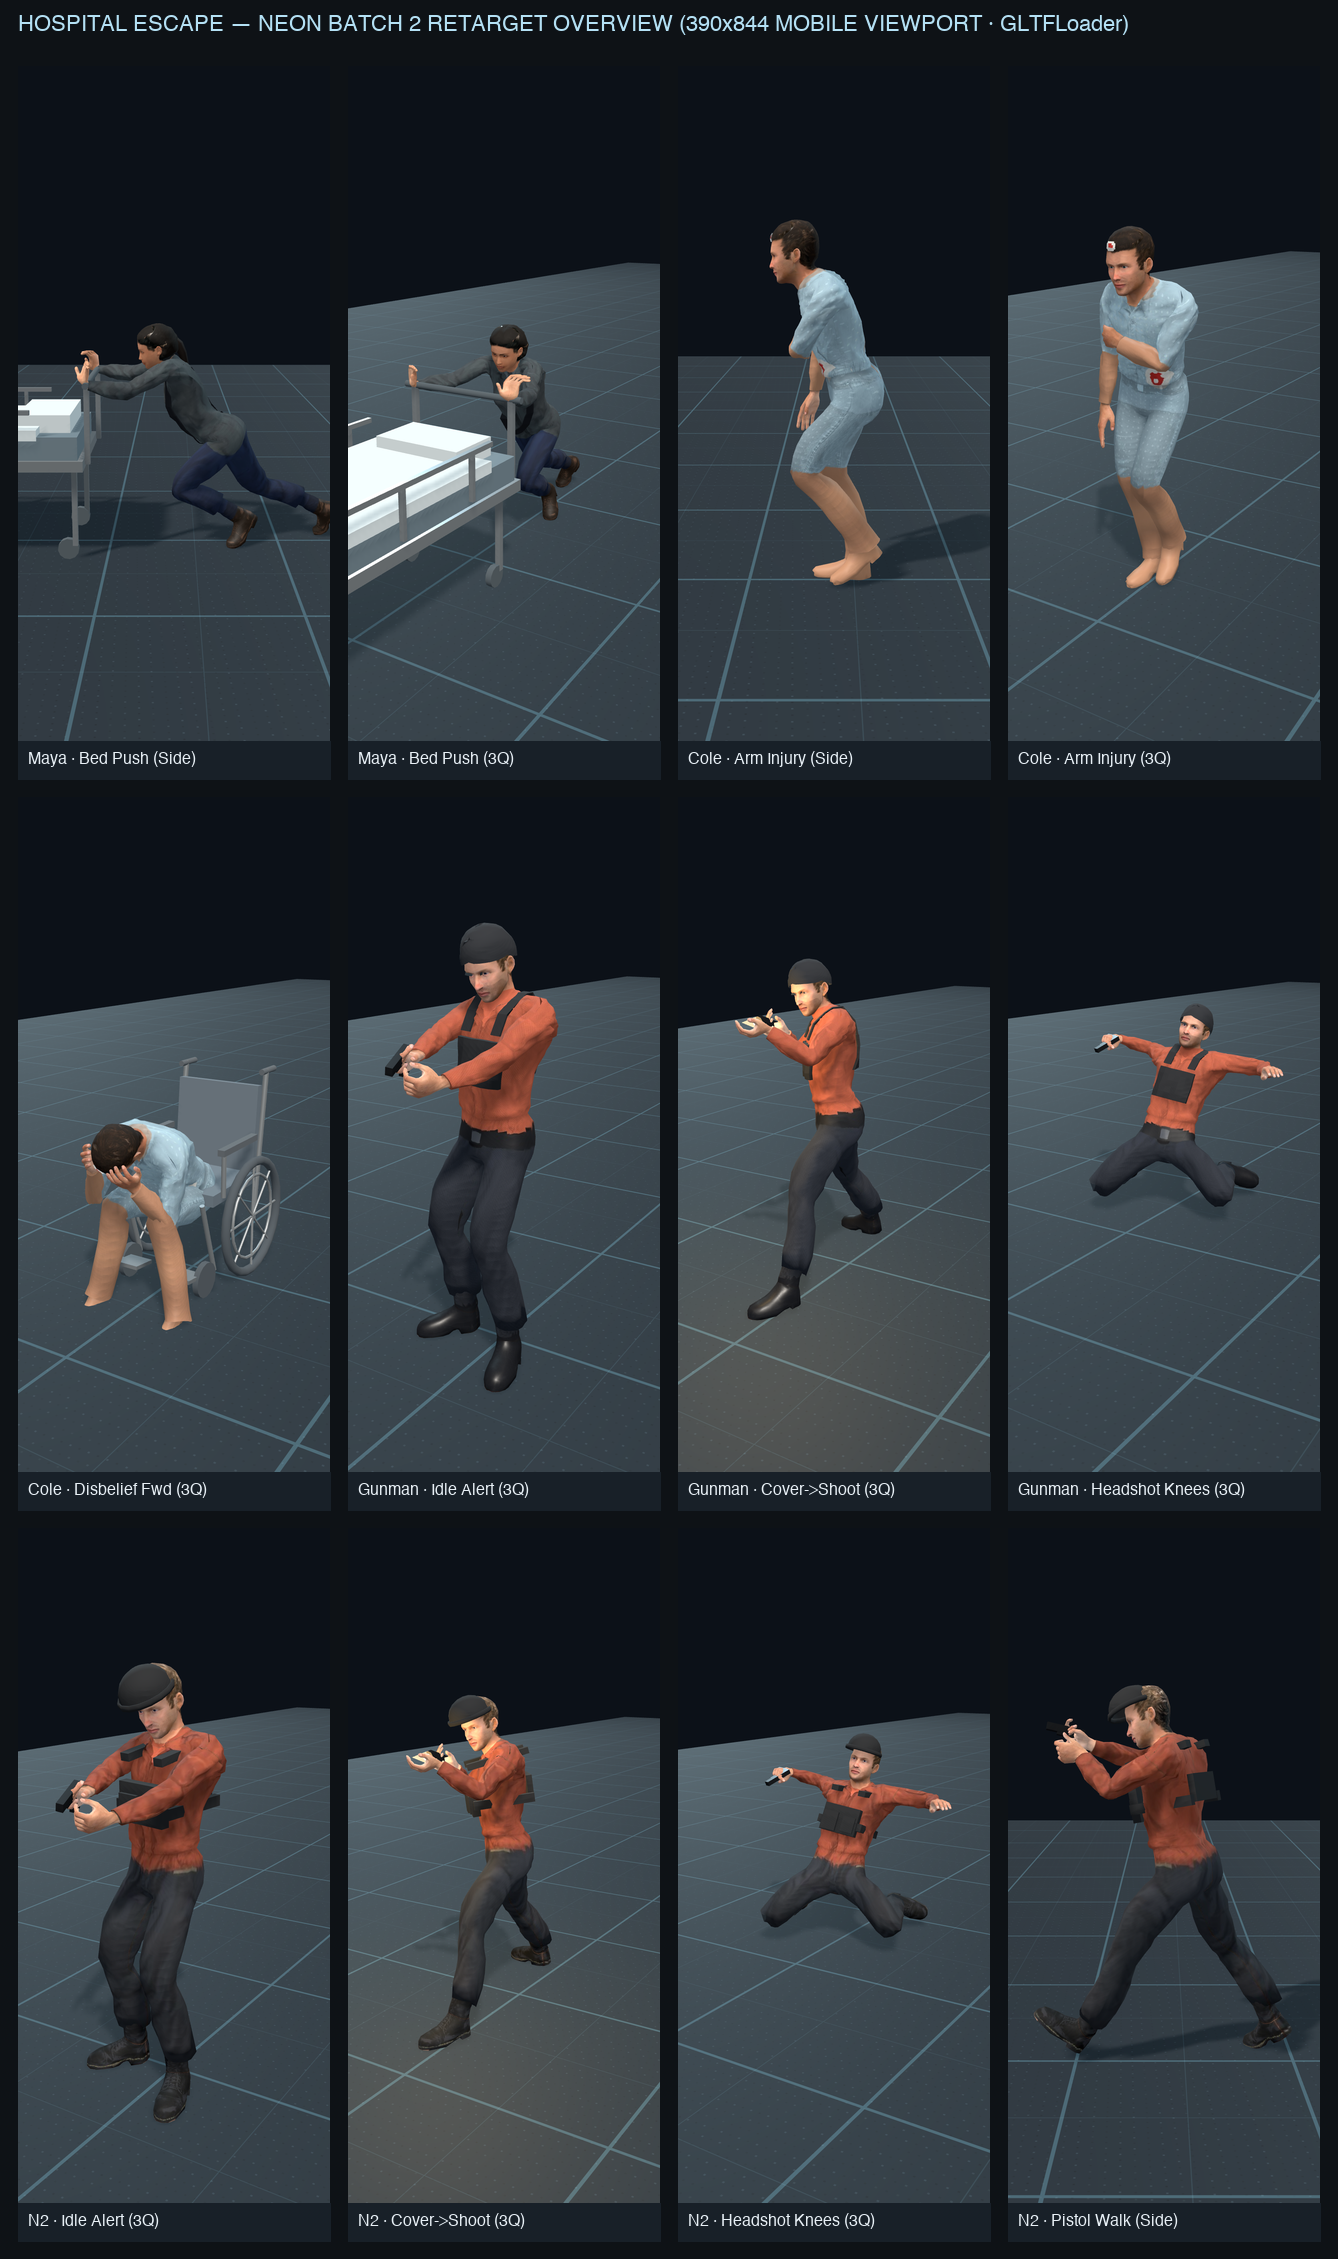 HOSPITAL ESCAPE — NEON BATCH 2 RETARGET OVERVIEW (390x844 MOBILE VIEWPORT · GLTFLoader)
Maya · Bed Push (Side)
Maya · Bed Push (3Q)
Cole · Arm Injury (Side)
Cole · Arm Injury (3Q)
Cole · Disbelief Fwd (3Q)
Gunman · Idle Alert (3Q)
Gunman · Cover->Shoot (3Q)
Gunman · Headshot Knees (3Q)
N2 · Idle Alert (3Q)
N2 · Cover->Shoot (3Q)
N2 · Headshot Knees (3Q)
N2 · Pistol Walk (Side)